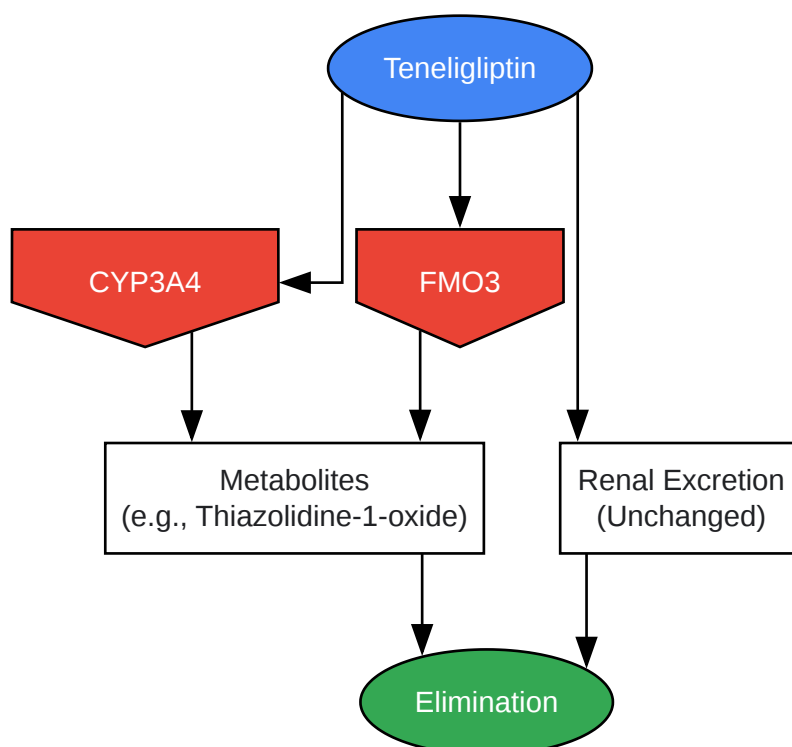 Teneligliptin
CYP3A4
FMO3
Metabolites
(e.g., Thiazolidine-1-oxide)
Renal Excretion
(Unchanged)
Elimination